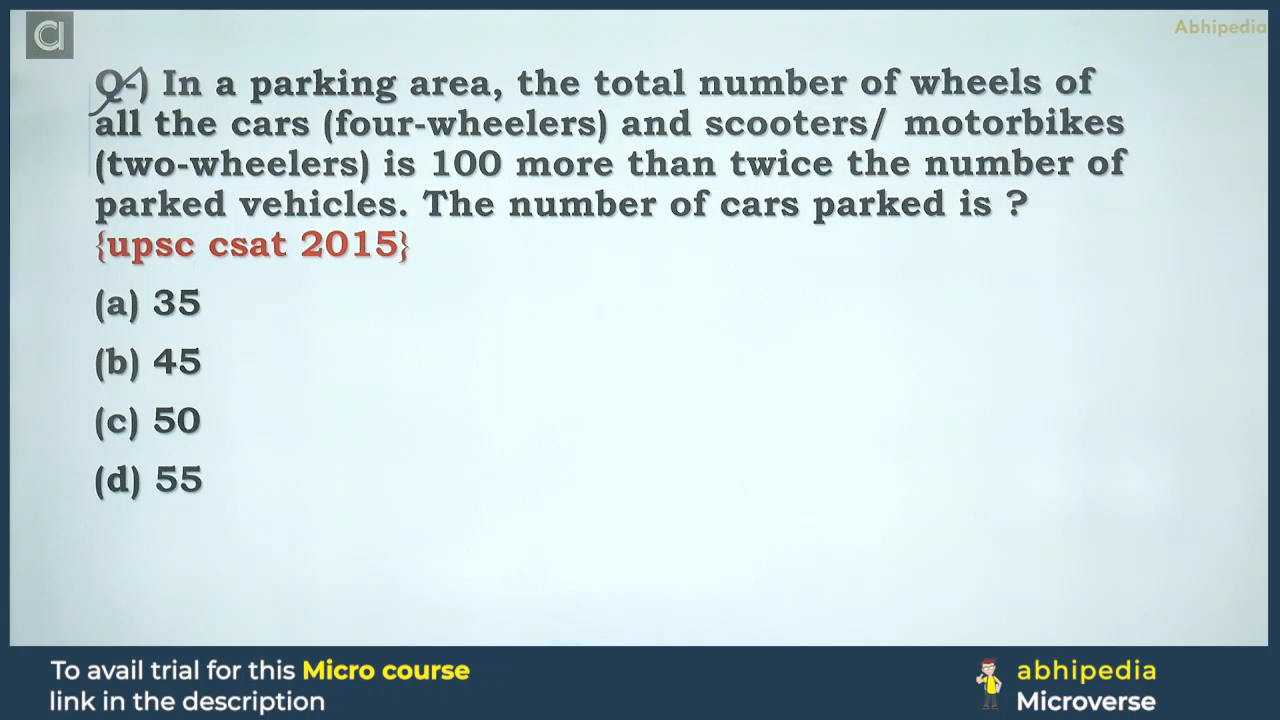 Abhipedia
Q-) In a parking area, the total number of wheels of
all the cars (four-wheelers) and scooters/ motorbikes
(two-wheelers) is 100 more than twice the number of
parked vehicles. The number of cars parked is ?
{upsc csat 2015}
(a) 35
(b) 45
(c) 50
(d) 55
To avail trial for this Micro course
link in the description
abhipedia
Microverse